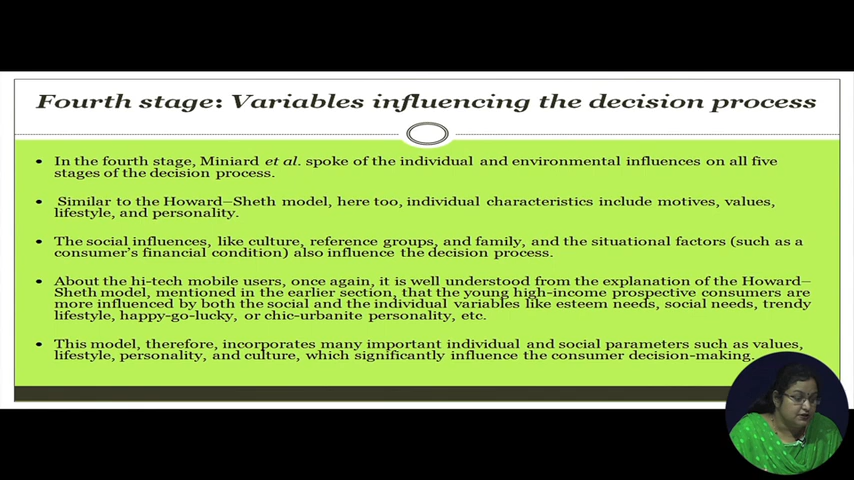 Fourth stage: Variables influencing the decision process
• In the fourth stage, Miniard et al. spoke of the individual and environmental influences on all five
stages of the decision process.
• Similar to the Howard–Sheth model, here too, individual characteristics include motives, values,
lifestyle, and personality.
• The social influences, like culture, reference groups, and family, and the situational factors (such as a
consumer's financial condition) also influence the decision process.
• About the hi-tech mobile users, once again, it is well understood from the explanation of the Howard–
Sheth model, mentioned in the earlier section, that the young high-income prospective consumers are
more influenced by both the social and the individual variables like esteem needs, social needs, trendy
lifestyle, happy-go-lucky, or chic-urbanite personality, etc.
• This model, therefore, incorporates many important individual and social parameters such as values,
lifestyle, personality, and culture, which significantly influence the consumer decision-making.